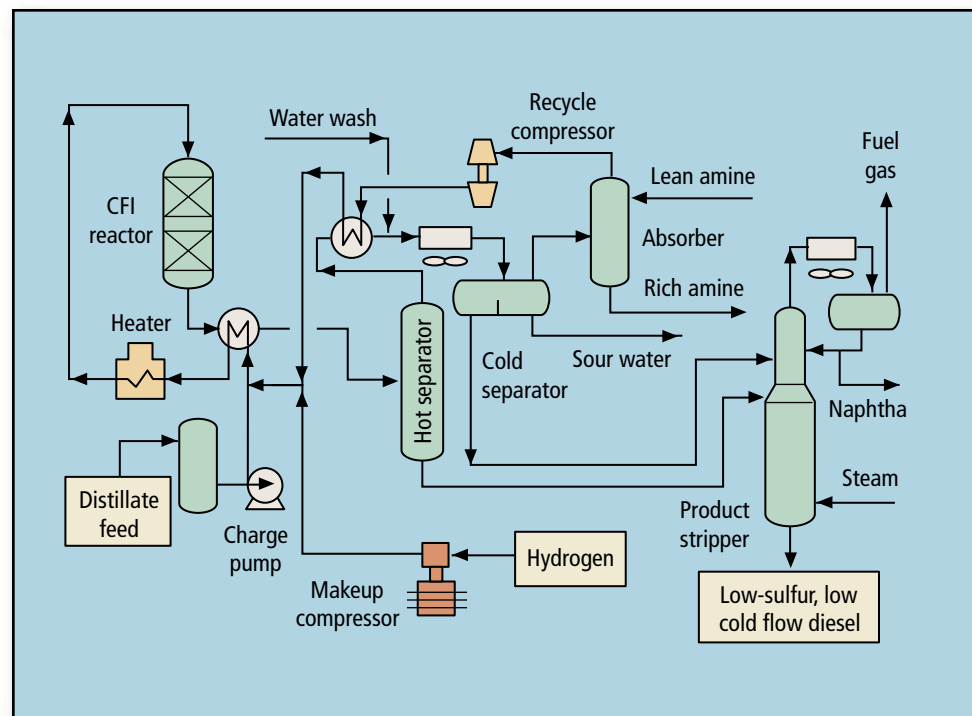 Water wash
Recycle
compressor
Fuel
gas
Lean amine
CFI
reactor
Absorber
Rich amine
Heater
Sour water
Cold
separator
Hot separator
Naphtha
Distillate
feed
Charge
pump
Steam
Product
stripper
Hydrogen
Makeup
compressor
Low-sulfur, low
cold flow diesel